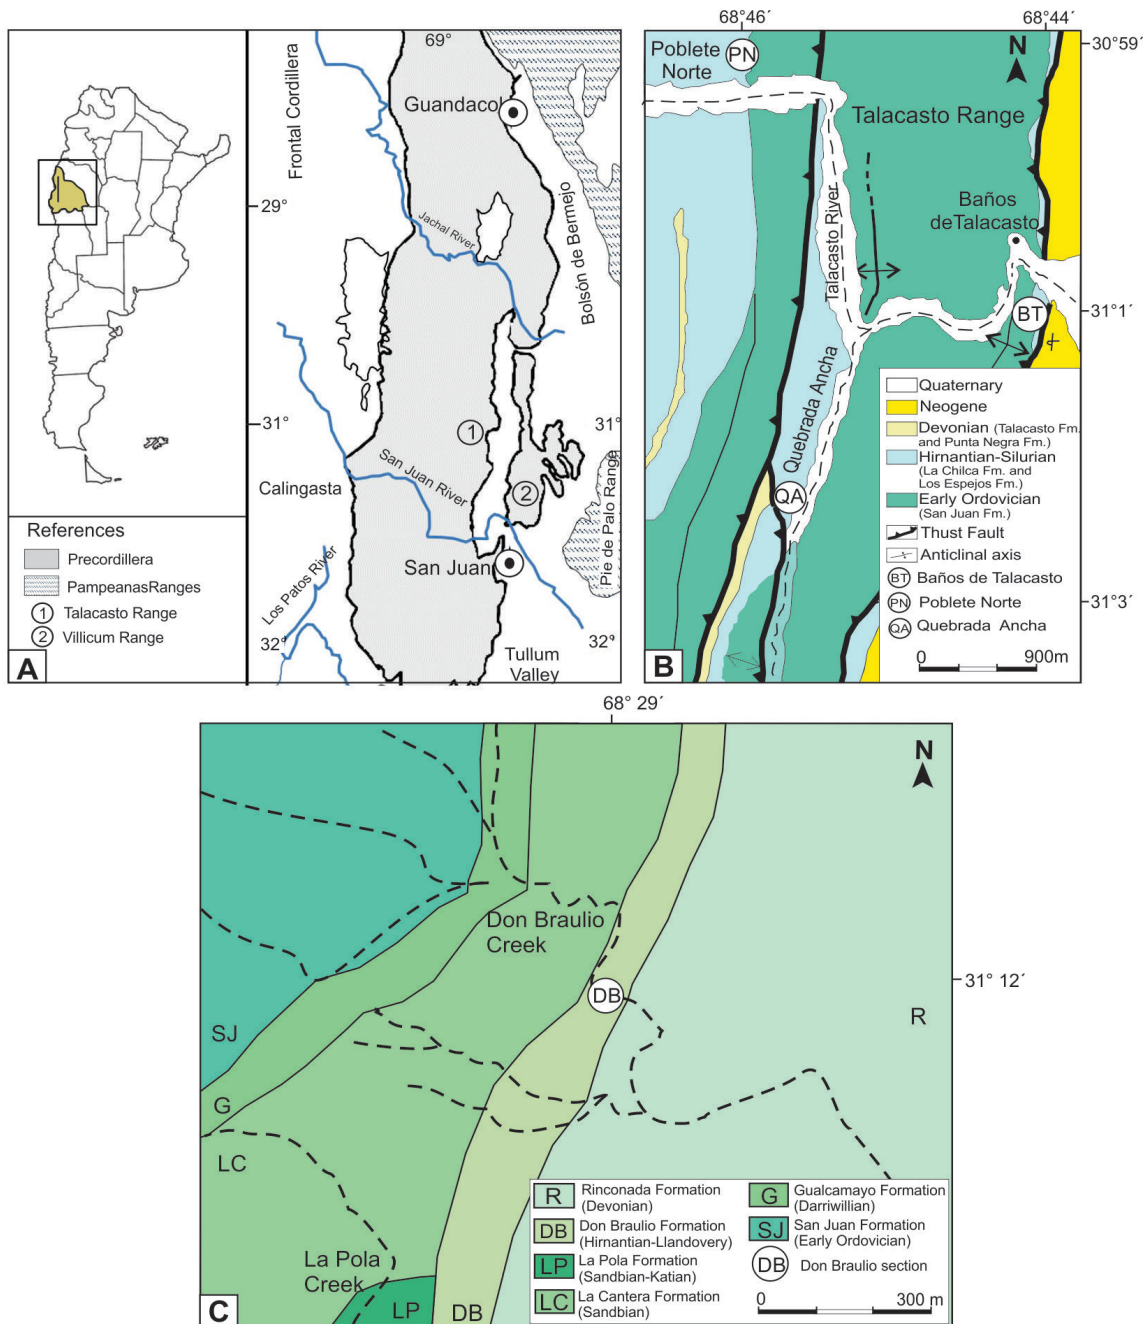 69°
Frontal Cordillera
Guandacol
29°
Jachal River
Bolsón de Bermejo
31°
1
San Juan River
Calingasta
2
Pie de Palo Range
San Juan
Los Patos River
32°
32°
Tullum
Valley
References
Precordillera
PampeanasRanges
1 Talacasto Range
2 Villicum Range
A
68°46´
68°44´
30°59´
Poblete
Norte
PN
N
Talacasto Range
Talacasto River
Baños
deTalacasto
31°1´
BT
Quebrada Ancha
QA
Quaternary
Neogene
Devonian (Talacasto Fm.
and Punta Negra Fm.)
Hirnantian-Silurian
(La Chilca Fm. and
Los Espejos Fm.)
Early Ordovician
(San Juan Fm.)
Thust Fault
Anticlinal axis
BT Baños de Talacasto
PN Poblete Norte
QA Quebrada Ancha
31°3´
0 900m
B
68° 29´
N
Don Braulio
Creek
31° 12´
DB
R
SJ
G
LC
La Pola
Creek
LP
DB
R Rinconada Formation
(Devonian)
DB Don Braulio Formation
(Hirnantian-Llandovery)
LP La Pola Formation
(Sandbian-Katian)
LC La Cantera Formation
(Sandbian)
G Gualcamayo Formation
(Darriwillian)
SJ San Juan Formation
(Early Ordovician)
DB Don Braulio section
0 300 m
C